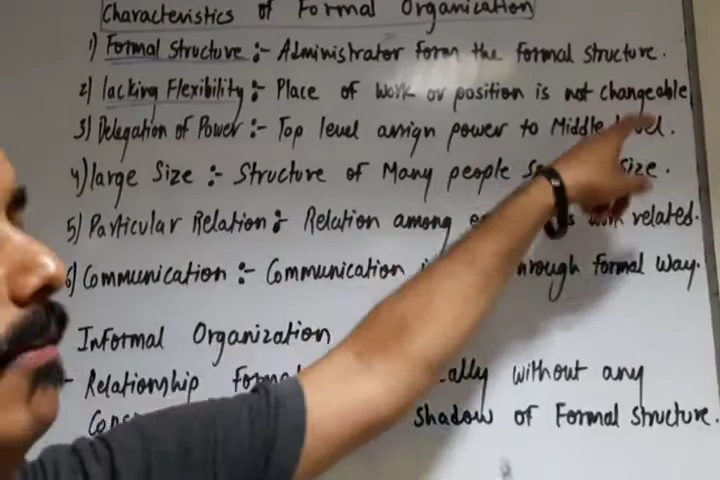 Characteristics of Formal Organization
1) Formal Structure :- Administrator form the formal structure.
2) lacking Flexibility :- Place of work or position is not changeable
3) Delegation of Power :- Top level assign power to Middle
4) large Size :- Structure of Many people size.
5) Particular Relation :- Relation among related.
6) Communication :- Communication through formal way.
Informal Organization
- Relationship without any
shadow of Formal structure.